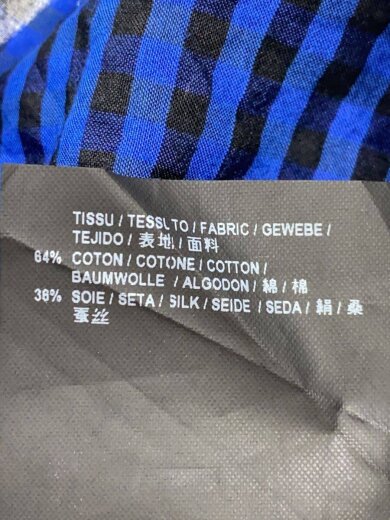 TISSU / TESSUTO / FABRIC / GEWEBE /
TEJIDO / 表地 / 面料
64% COTON / COTONE / COTTON /
BAUMWOLLE / ALGODON / 綿 / 棉
36% SOIE / SETA / SILK / SEIDE / SEDA / 絹 / 桑
蚕丝